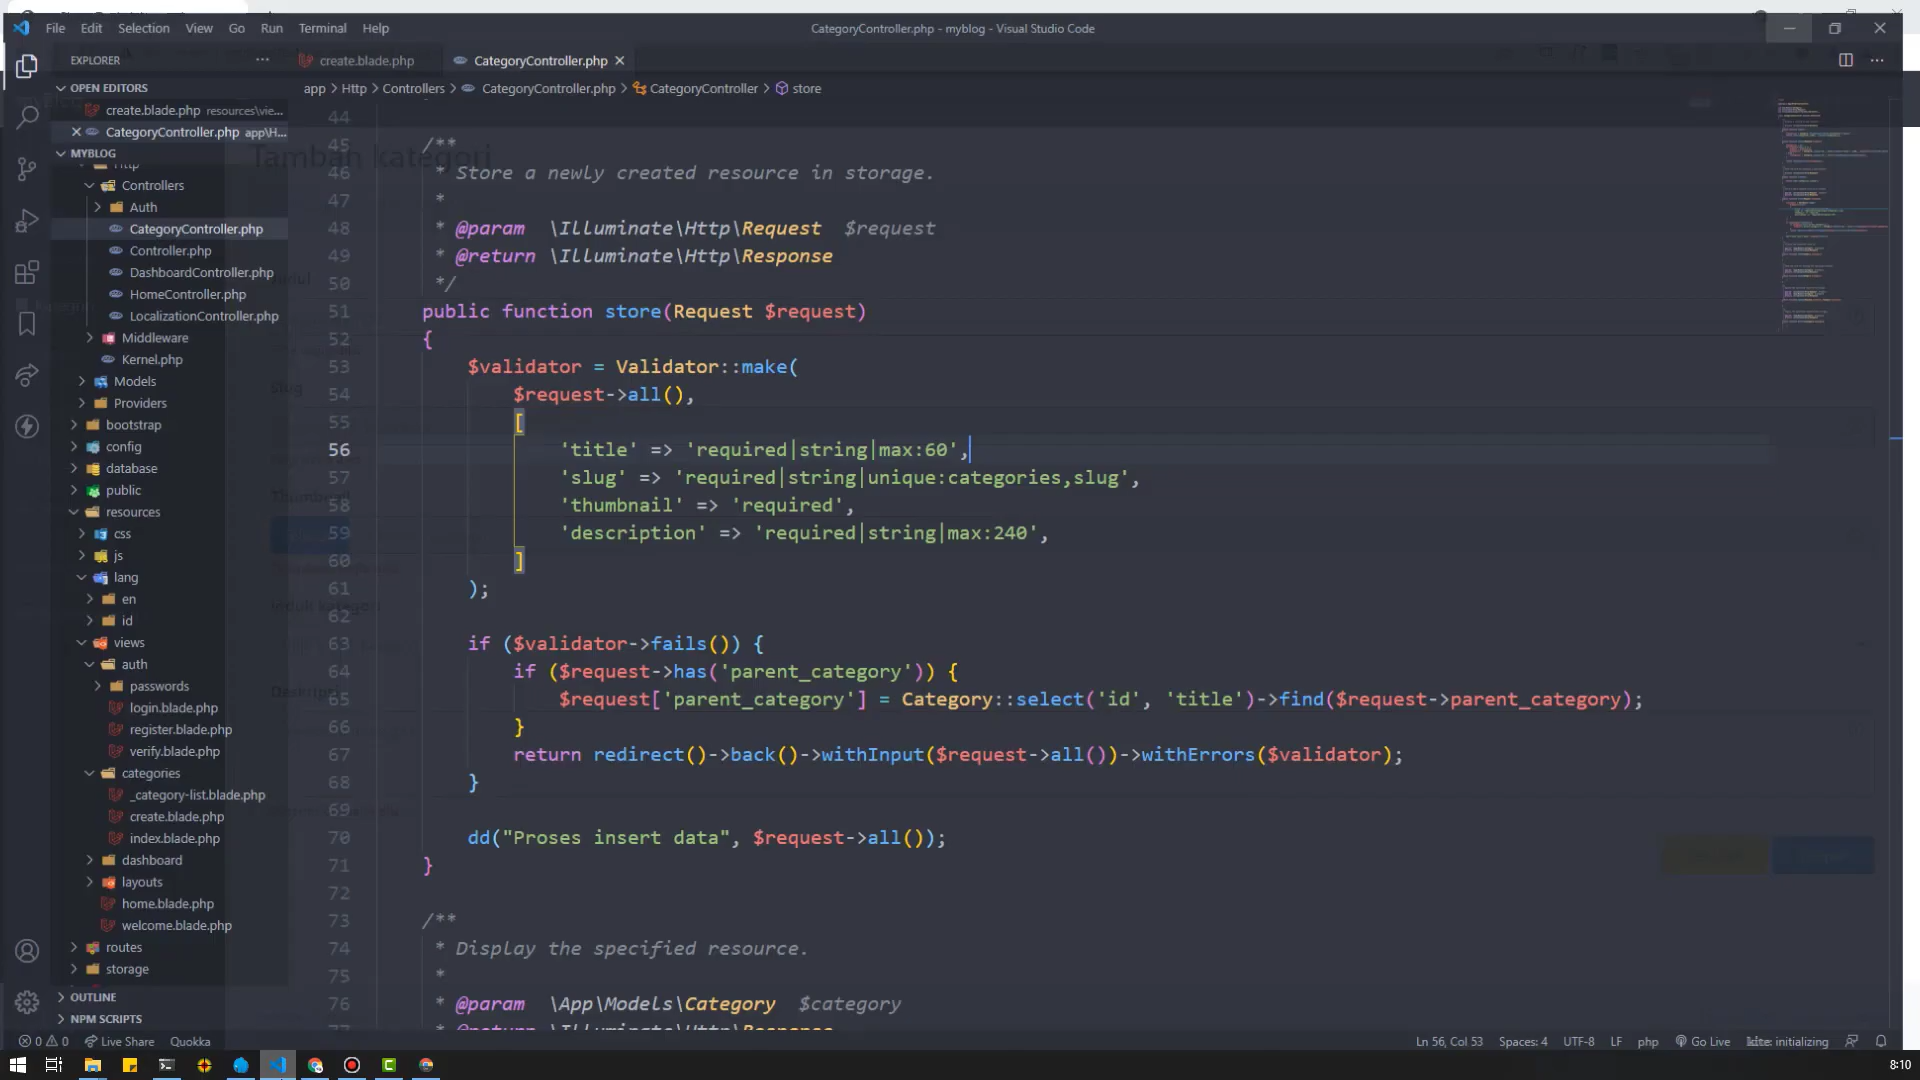 File Edit Selection View Go Run Terminal Help
CategoryController.php - myblog - Visual Studio Code
EXPLORER
create.blade.php
CategoryController.php
OPEN EDITORS
app > Http > Controllers > CategoryController.php > CategoryController > store
create.blade.php resources\vie...
CategoryController.php app\H...
MYBLOG
Http
Controllers
Auth
CategoryController.php
Controller.php
DashboardController.php
HomeController.php
LocalizationController.php
Middleware
Kernel.php
Models
Providers
bootstrap
config
database
public
resources
css
js
lang
en
id
views
auth
passwords
login.blade.php
register.blade.php
verify.blade.php
categories
_category-list.blade.php
create.blade.php
index.blade.php
dashboard
layouts
home.blade.php
welcome.blade.php
routes
storage
OUTLINE
NPM SCRIPTS
Tambah kategori
Slug
44
45 /**
46 * Store a newly created resource in storage.
47 *
48 * @param \Illuminate\Http\Request $request
49 * @return \Illuminate\Http\Response
50 */
51 public function store(Request $request)
52 {
53 $validator = Validator::make(
54 $request->all(),
55 [
56 'title' => 'required|string|max:60',
57 'slug' => 'required|string|unique:categories,slug',
58 'thumbnail' => 'required',
59 'description' => 'required|string|max:240',
60 ]
61 );
62
63 if ($validator->fails()) {
64 if ($request->has('parent_category')) {
65 $request['parent_category'] = Category::select('id', 'title')->find($request->parent_category);
66 }
67 return redirect()->back()->withInput($request->all())->withErrors($validator);
68 }
69
70 dd("Proses insert data", $request->all());
71 }
72
73 /**
74 * Display the specified resource.
75 *
76 * @param \App\Models\Category $category
77 * @return \Illuminate\Http\Response
0 0 Live Share Quokka
Ln 56, Col 53 Spaces: 4 UTF-8 LF php Go Live kite: initializing
8:10